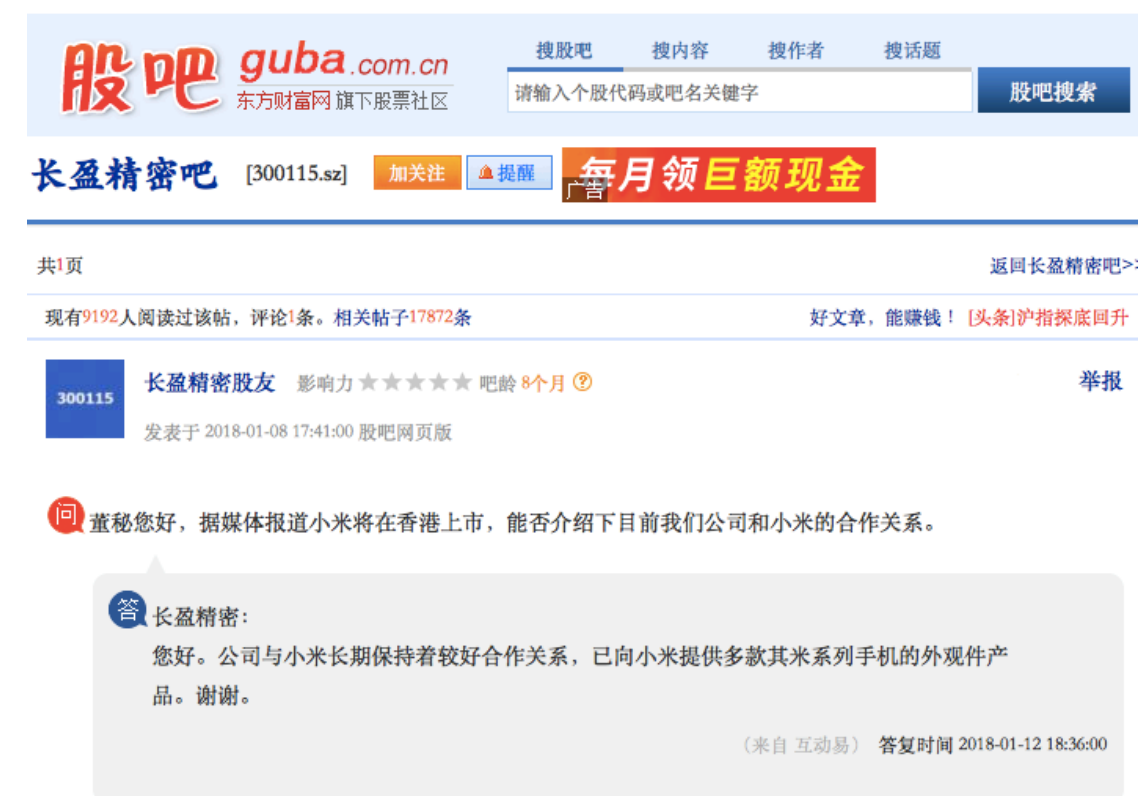 股吧 guba.com.cn
东方财富网 旗下股票社区
搜股吧 搜内容 搜作者 搜话题
请输入个股代码或吧名关键字
股吧搜索
长盈精密吧 [300115.sz] 加关注 提醒 每月领巨额现金
广告
共1页
返回长盈精密吧>>
现有9192人阅读过该帖，评论1条。相关帖子17872条
好文章，能赚钱！ [头条]沪指探底回升
300115
长盈精密股友 影响力 吧龄 8个月 ?
举报
发表于 2018-01-08 17:41:00 股吧网页版
问 董秘您好，据媒体报道小米将在香港上市，能否介绍下目前我们公司和小米的合作关系。
答 长盈精密：
您好。公司与小米长期保持着较好合作关系，已向小米提供多款其米系列手机的外观件产
品。谢谢。
（来自 互动易） 答复时间 2018-01-12 18:36:00